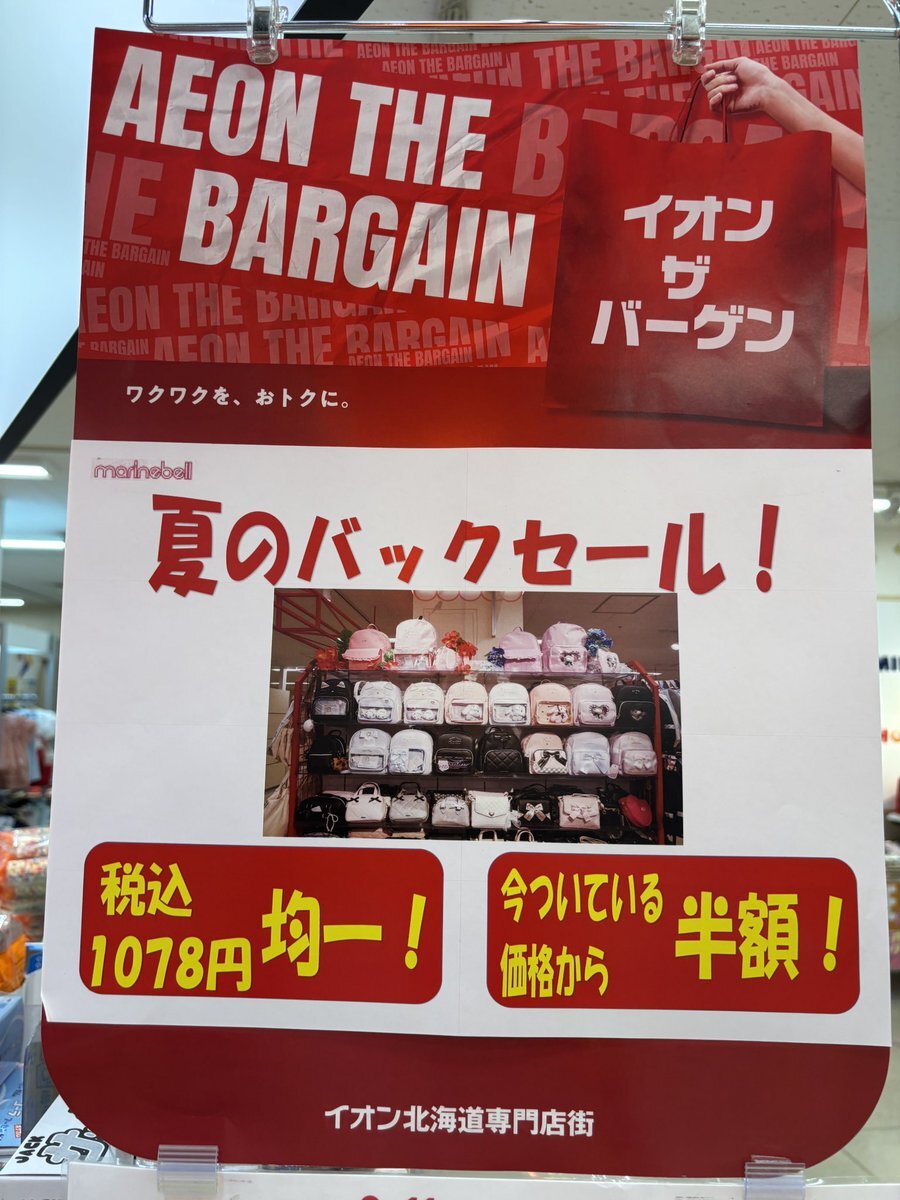 AEON THE
BARGAIN
イオン
ザ
バーゲン
ワクワクを、おトクに。
marinebell
夏のバックセール！
税込
1078円
均一！
今ついている
価格から
半額！
イオン北海道専門店街
JACK